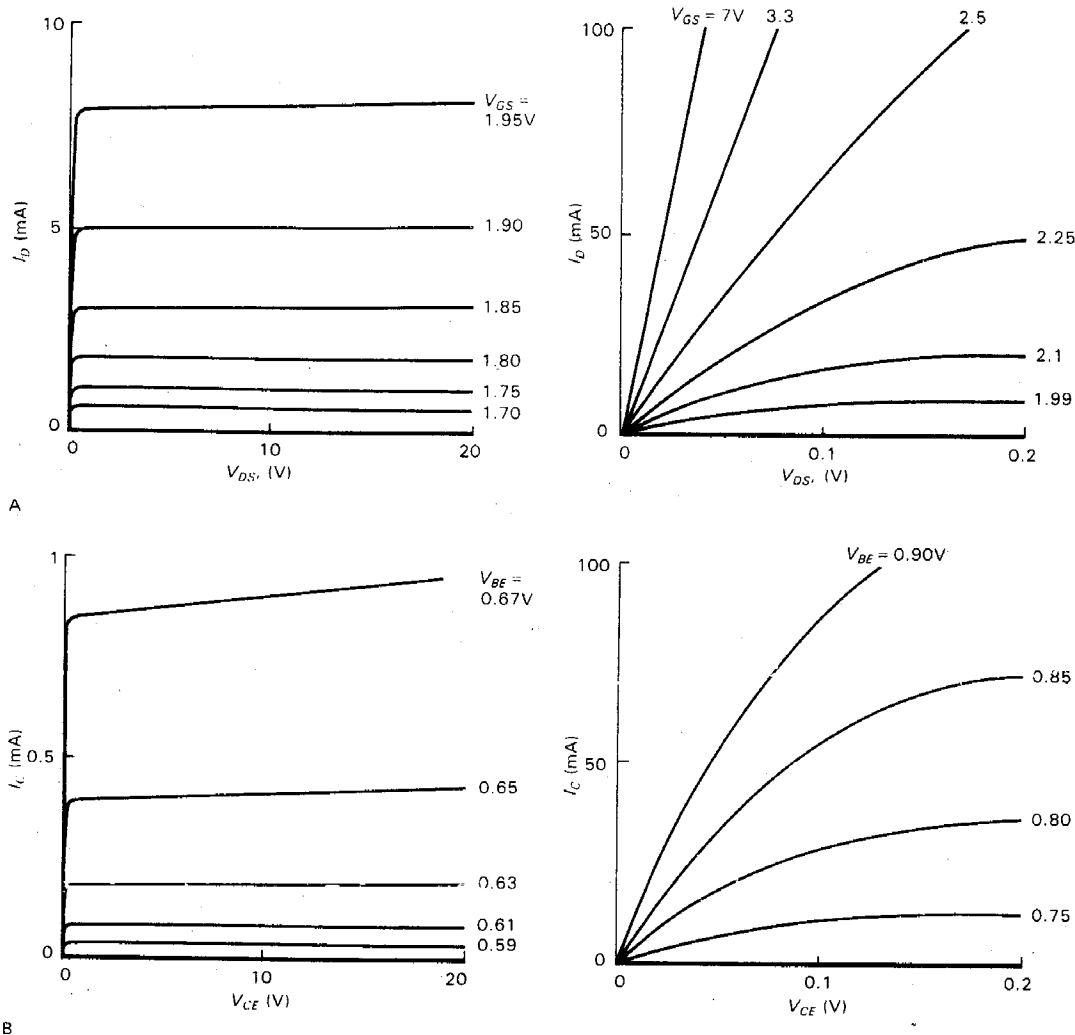 10
5
0
I_D (mA)
V_GS =
1.95V
1.90
1.85
1.80
1.75
1.70
0
10
20
V_DS, (V)
V_GS = 7V
3.3
2.5
100
50
0
I_D (mA)
2.25
2.1
1.99
0
0.1
0.2
V_DS, (V)
A
1
0.5
0
I_C (mA)
V_BE =
0.67V
0.65
0.63
0.61
0.59
0
10
20
V_CE (V)
V_BE = 0.90V
100
50
0
I_C (mA)
0.85
0.80
0.75
0
0.1
0.2
V_CE (V)
B